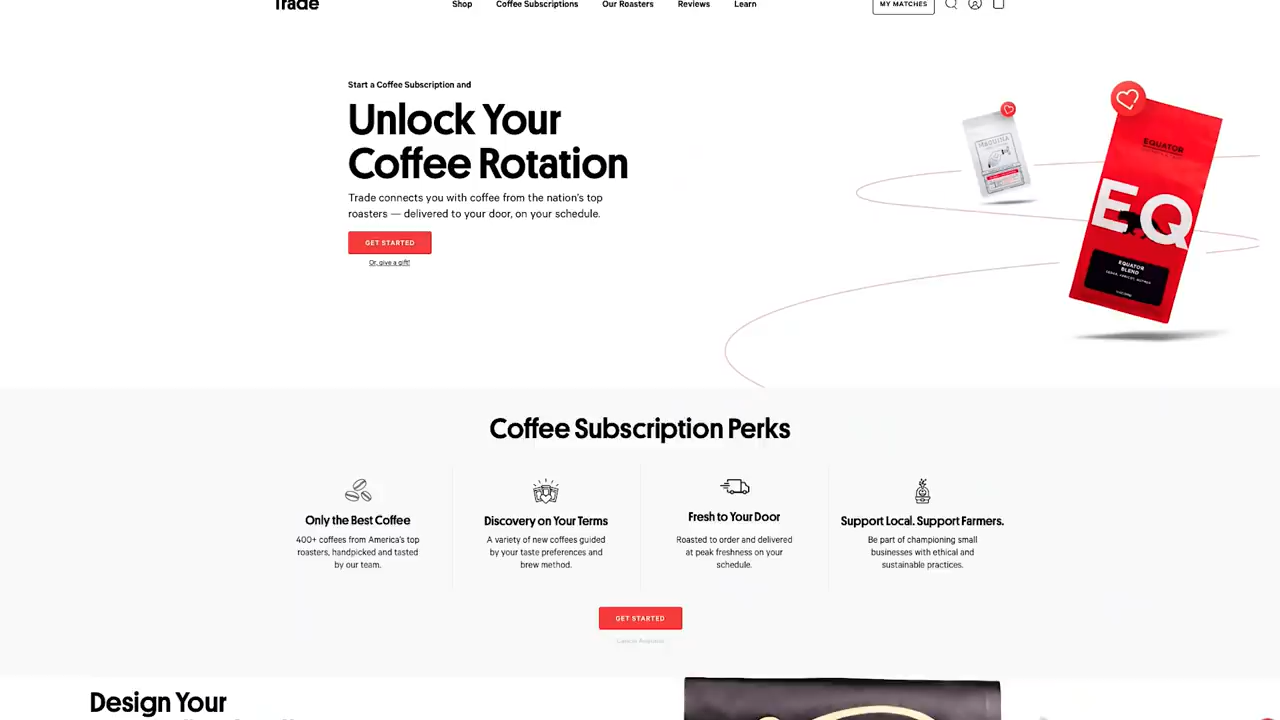 Trade
Shop
Coffee Subscriptions
Our Roasters
Reviews
Learn
MY MATCHES
Start a Coffee Subscription and
Unlock Your
Coffee Rotation
Trade connects you with coffee from the nation's top
roasters — delivered to your door, on your schedule.
GET STARTED
Or, give a gift!
MAQUINA
EQUATOR
EQ
EQUATOR
BLEND
Coffee Subscription Perks
Only the Best Coffee
400+ coffees from America's top
roasters, handpicked and tasted
by our team.
Discovery on Your Terms
A variety of new coffees guided
by your taste preferences and
brew method.
Fresh to Your Door
Roasted to order and delivered
at peak freshness on your
schedule.
Support Local. Support Farmers.
Be part of championing small
businesses with ethical and
sustainable practices.
GET STARTED
Cancel Anytime
Design Your